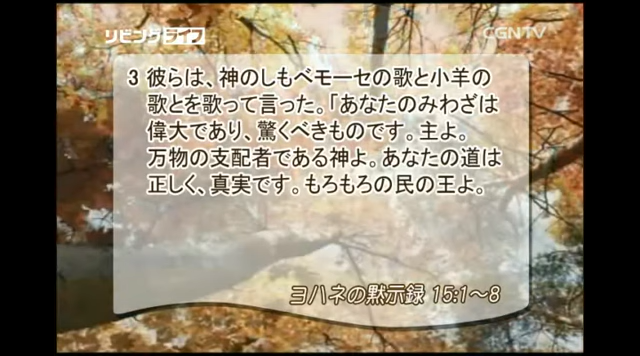 リビングライフ
CGNTV
3 彼らは、神のしもべモーセの歌と小羊の
歌とを歌って言った。「あなたのみわざは
偉大であり、驚くべきものです。主よ。
万物の支配者である神よ。あなたの道は
正しく、真実です。もろもろの民の王よ。
ヨハネの黙示録 15:1〜8